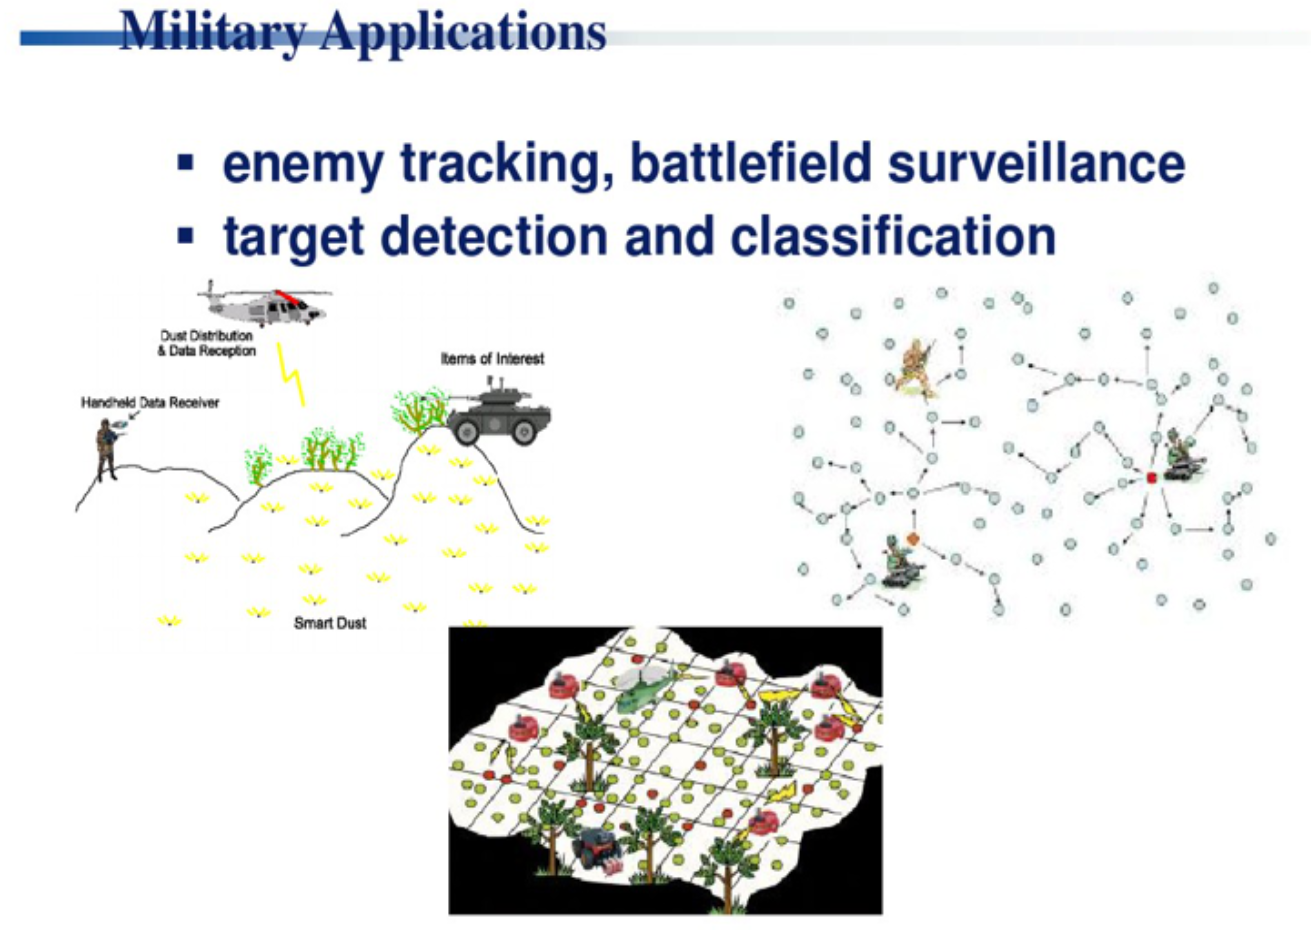 Military Applications
▪ enemy tracking, battlefield surveillance
▪ target detection and classification
Dust Distribution
& Data Reception
Items of Interest
Handheld Data Receiver
Smart Dust